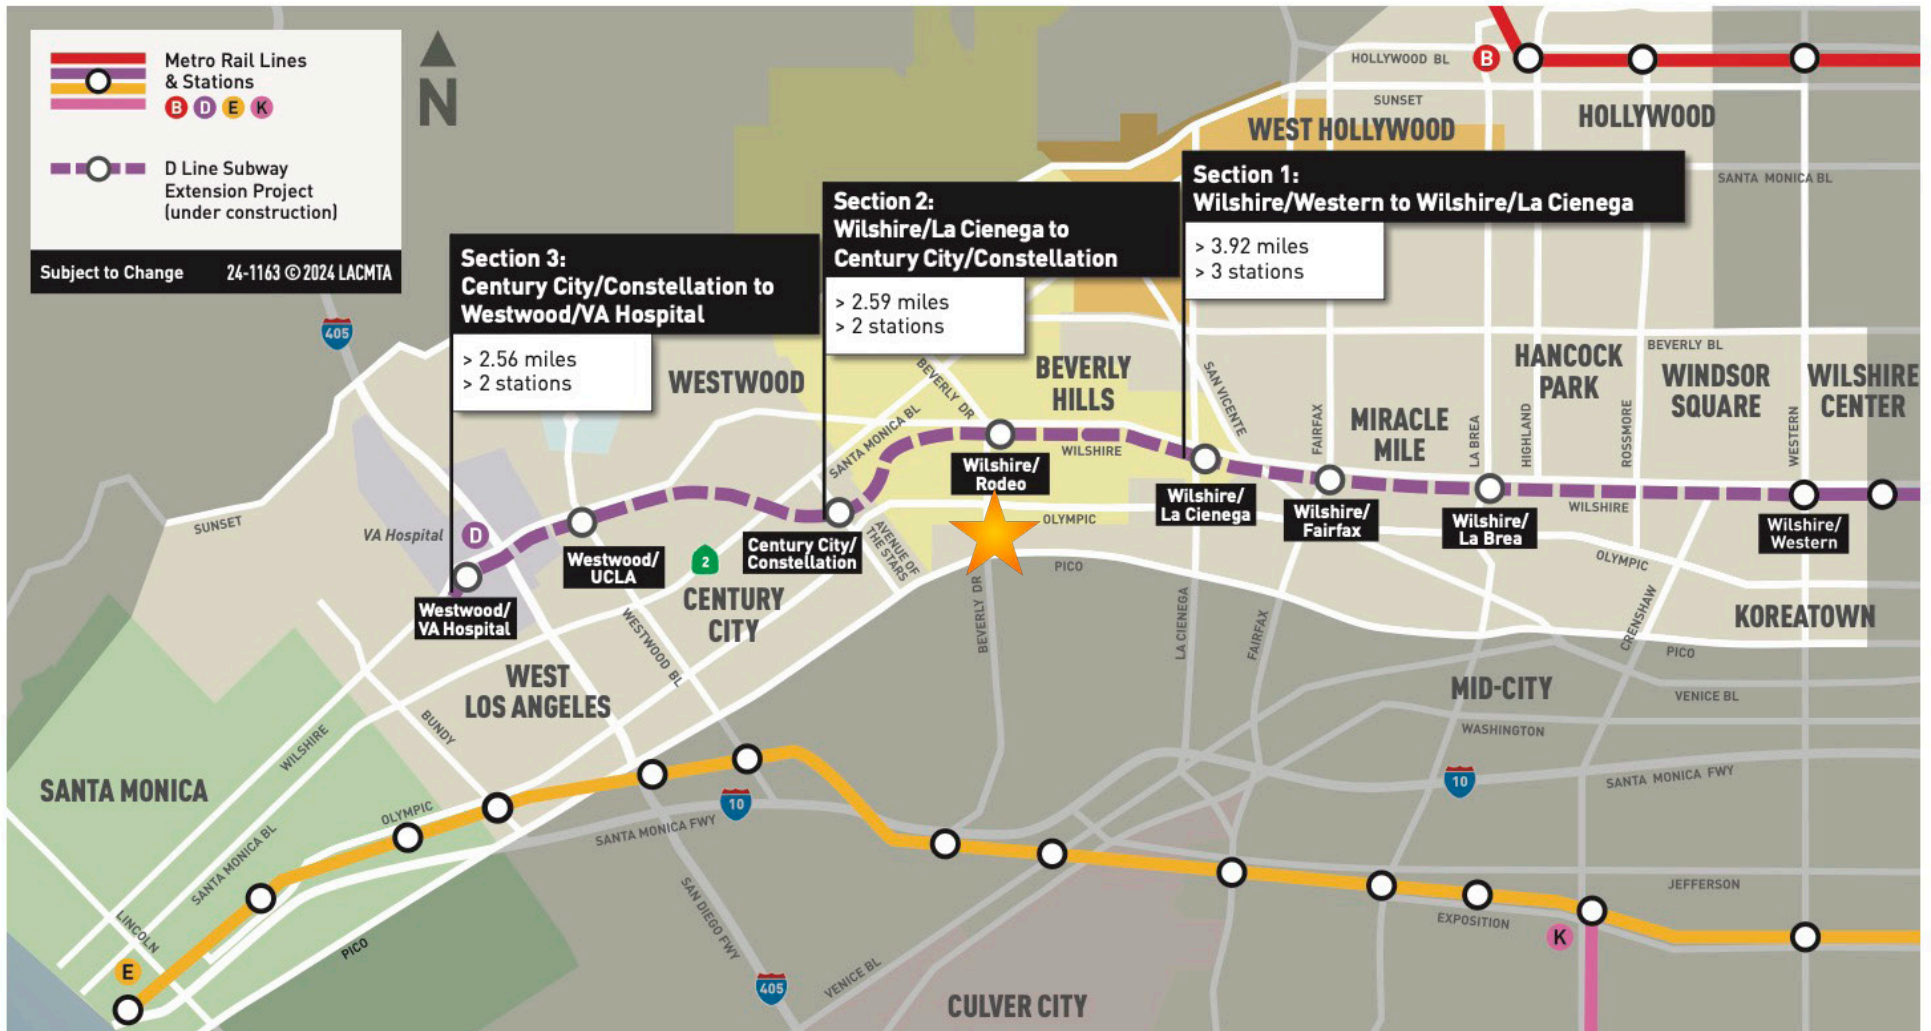 Metro Rail Lines
& Stations
B D E K
D Line Subway
Extension Project
(under construction)
Subject to Change 24-1163 © 2024 LACMTA
N
Section 1:
Wilshire/Western to Wilshire/La Cienega
> 3.92 miles
> 3 stations
Section 2:
Wilshire/La Cienega to
Century City/Constellation
> 2.59 miles
> 2 stations
Section 3:
Century City/Constellation to
Westwood/VA Hospital
> 2.56 miles
> 2 stations
HOLLYWOOD BL
B
SUNSET
WEST HOLLYWOOD
HOLLYWOOD
SANTA MONICA BL
405
BEVERLY BL
WESTWOOD
BEVERLY DR
BEVERLY
HILLS
SAN VICENTE
HANCOCK
PARK
WINDSOR
SQUARE
WILSHIRE
CENTER
FAIRFAX
MIRACLE
MILE
LA BREA
HIGHLAND
ROSSMORE
WESTERN
SANTA MONICA BL
WILSHIRE
Wilshire/
Rodeo
Wilshire/
La Cienega
Wilshire/
Fairfax
Wilshire/
La Brea
WILSHIRE
Wilshire/
Western
SUNSET
VA Hospital
D
Westwood/
VA Hospital
Westwood/
UCLA
2
Century City/
Constellation
AVENUE OF
THE STARS
OLYMPIC
PICO
OLYMPIC
CENTURY
CITY
WESTWOOD BL
BEVERLY DR
LA CIENEGA
FAIRFAX
CRENSHAW
KOREATOWN
PICO
WEST
LOS ANGELES
BUNDY
MID-CITY
VENICE BL
WASHINGTON
WILSHIRE
SANTA MONICA
OLYMPIC
10
SANTA MONICA FWY
10
SANTA MONICA FWY
SANTA MONICA BL
LINCOLN
PICO
SAN DIEGO FWY
JEFFERSON
EXPOSITION
K
E
405
VENICE BL
CULVER CITY